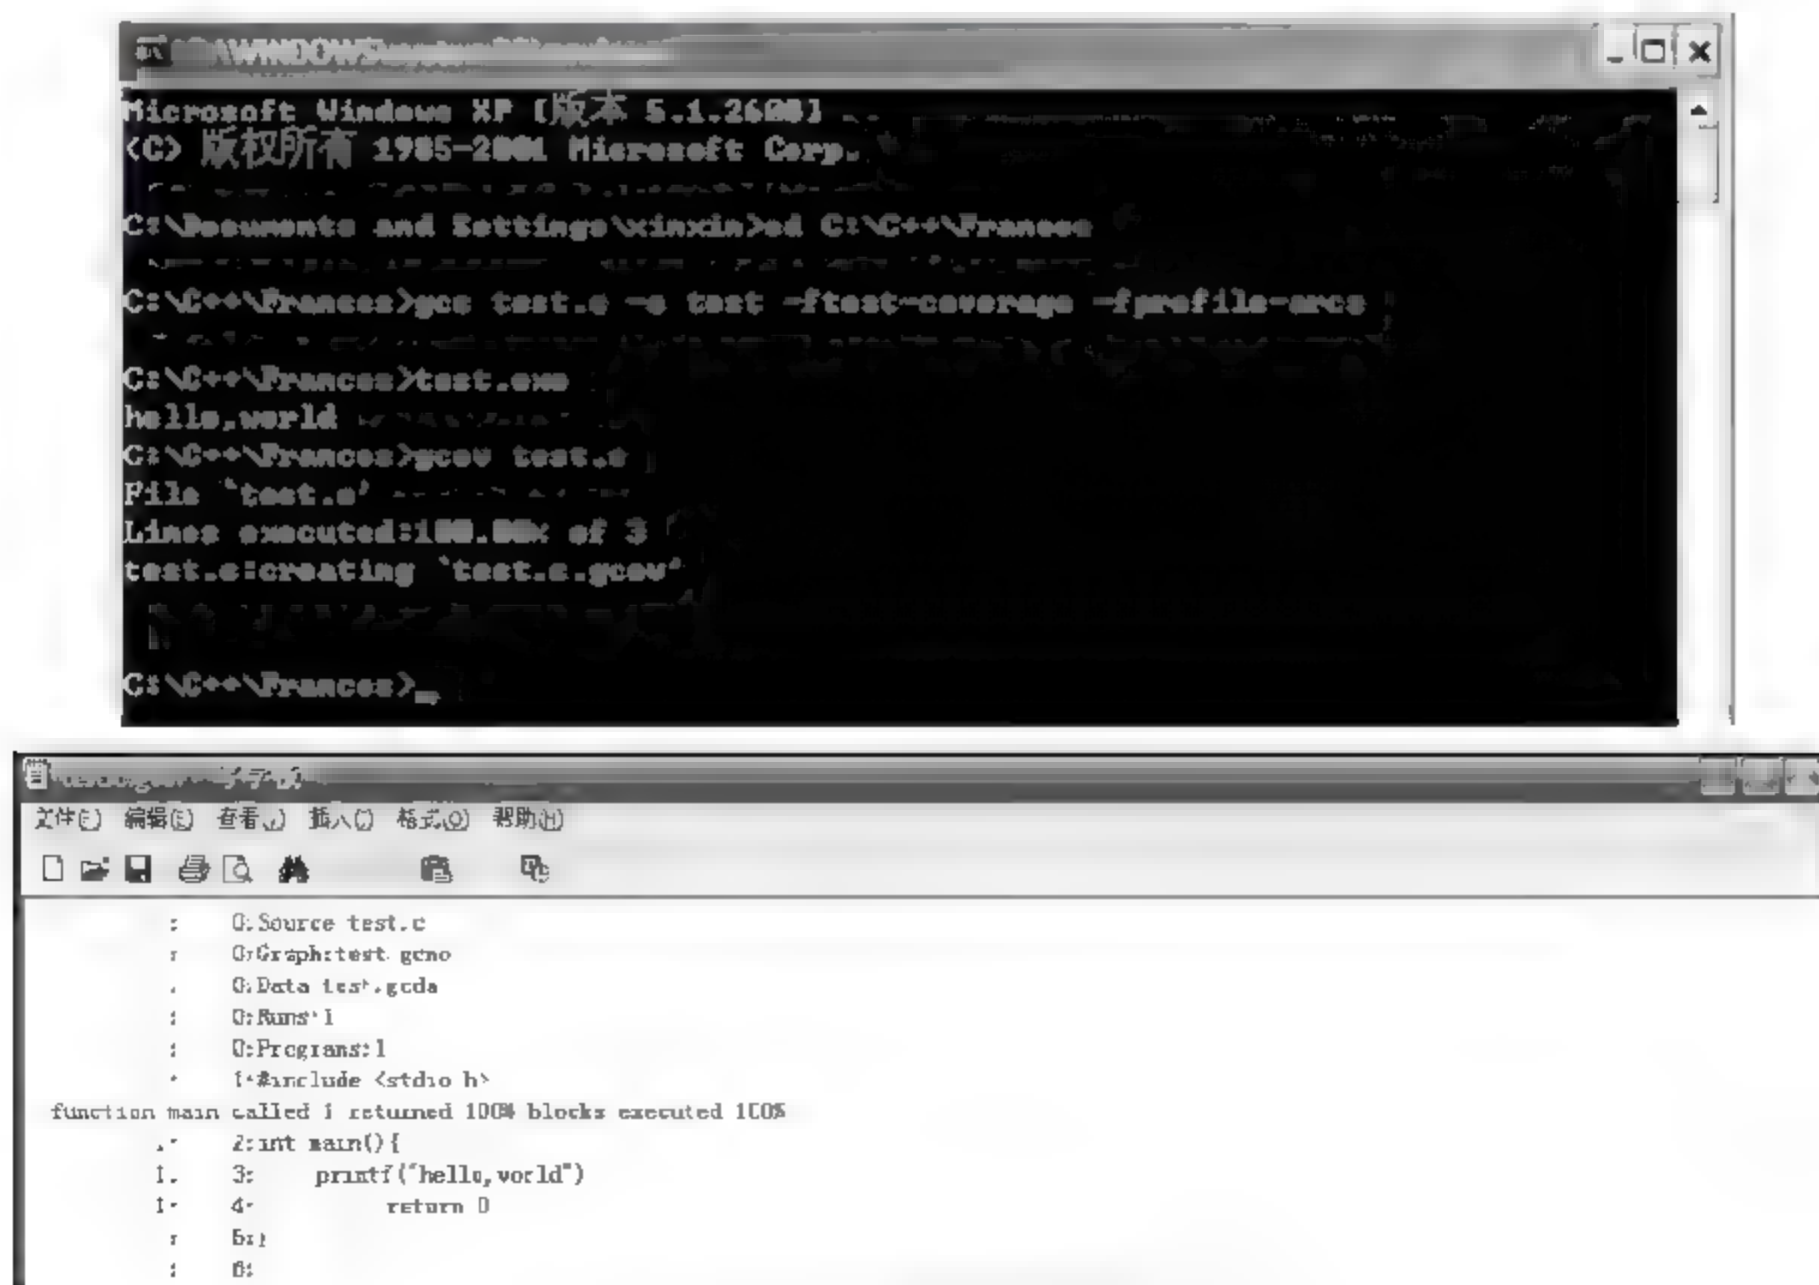 \WINDOWS
Microsoft Windows XP [版本 5.1.2600]
(C) 版权所有 1985-2001 Microsoft Corp.
C:\Documents and Settings\xinxin>cd C:\C++\Frances
C:\C++\Frances>gcc test.c -o test -ftest-coverage -fprofile-arcs
C:\C++\Frances>test.exe
hello,world
C:\C++\Frances>gcov test.c
File `test.c'
Lines executed:100.00% of 3
test.c:creating `test.c.gcov'
C:\C++\Frances>_
文件(F) 编辑(E) 查看(V) 插入(I) 格式(O) 帮助(H)
: 0:Source test.c
: 0:Graph:test.gcno
: 0:Data test.gcda
: 0:Runs:1
: 0:Programs:1
: 1:#include <stdio h>
function main called 1 returned 100% blocks executed 100%
1: 2:int main(){
1: 3: printf("hello,world")
1: 4: return 0
: 5:}
: 6: